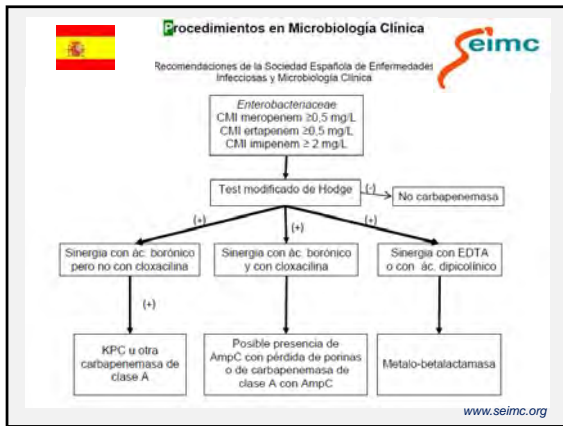 Procedimientos en Microbiología Clínica
seimc
Recomendaciones de la Sociedad Española de Enfermedades
Infecciosas y Microbiología Clínica
Enterobacteriaceae
CMI meropenem ≥0,5 mg/L
CMI ertapenem ≥0,5 mg/L
CMI imipenem ≥ 2 mg/L
Test modificado de Hodge
(-)
No carbapenemasa
(+)
(+)
(+)
Sinergia con ác. borónico
pero no con cloxacilina
Sinergia con ác. borónico
y con cloxacilina
Sinergia con EDTA
o con ác. dipicolínico
(+)
KPC u otra
carbapenemasa de
clase A
Posible presencia de
AmpC con pérdida de porinas
o de carbapenemasa de
clase A con AmpC
Metalo-betalactamasa
www.seimc.org